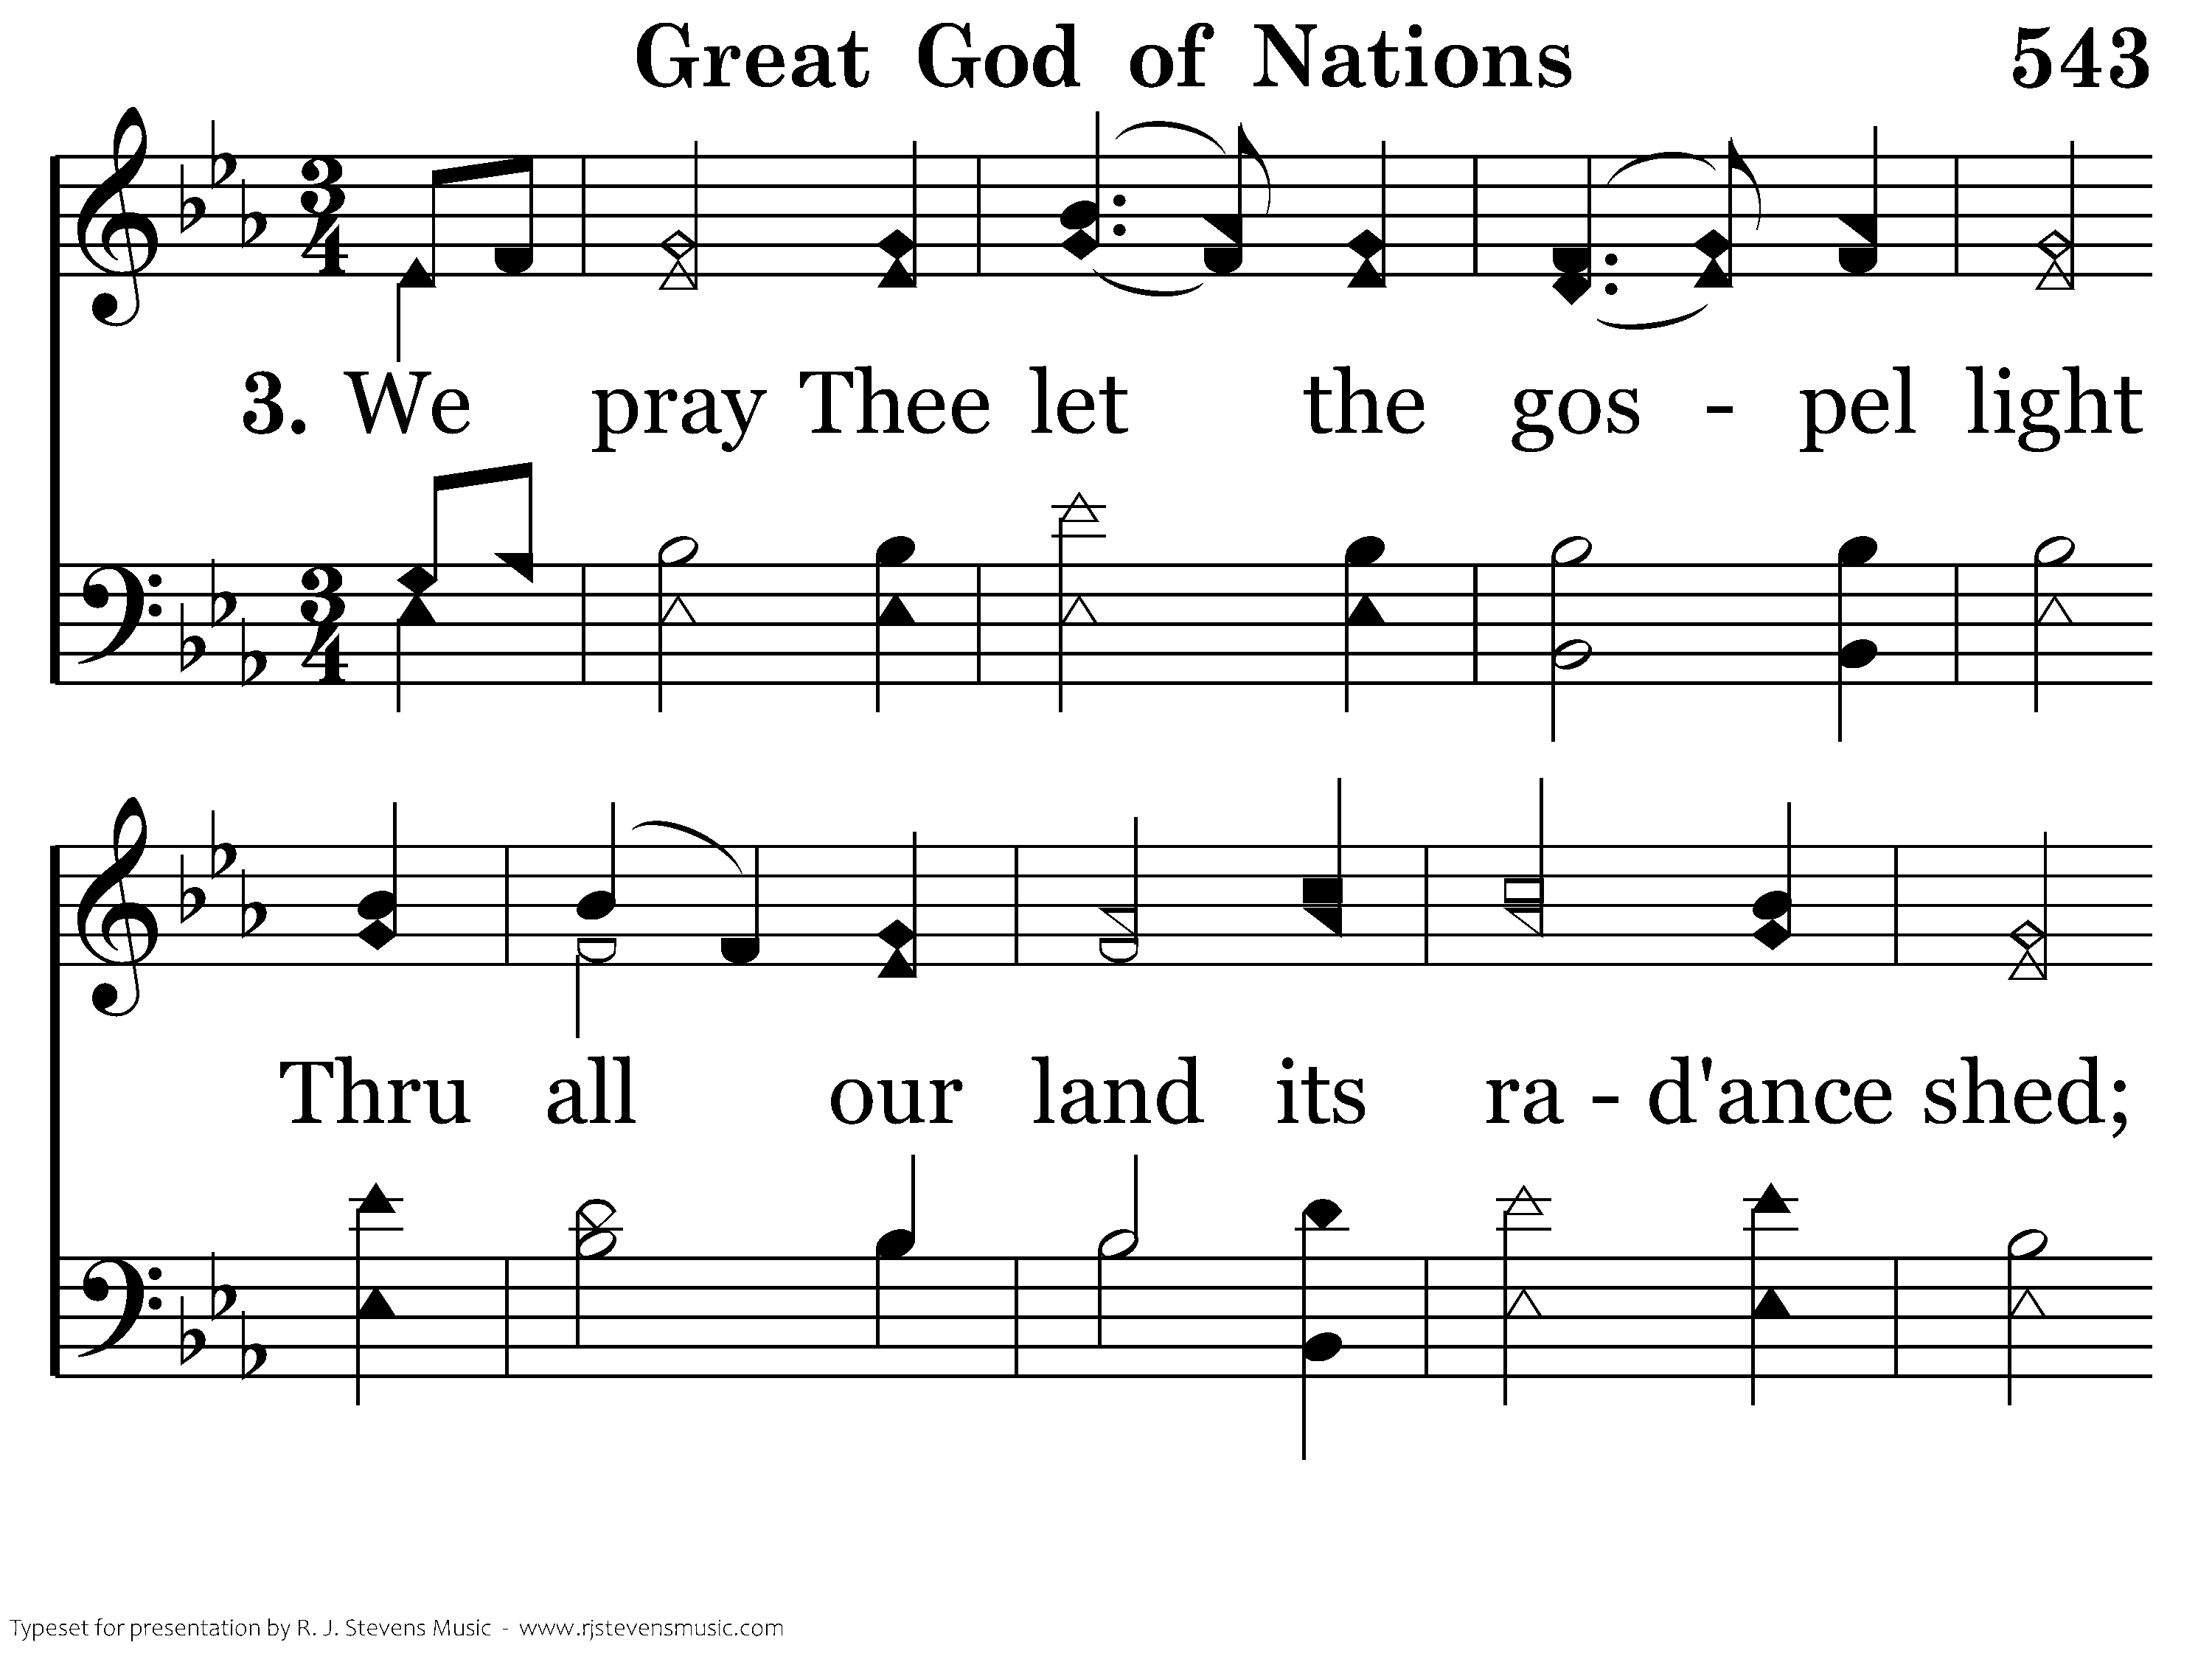 Great God of Nations 543
3. We pray Thee let the gos - pel light
Thru all our land its ra - d'ance shed;
Typeset for presentation by R. J. Stevens Music - www.rjstevensmusic.com